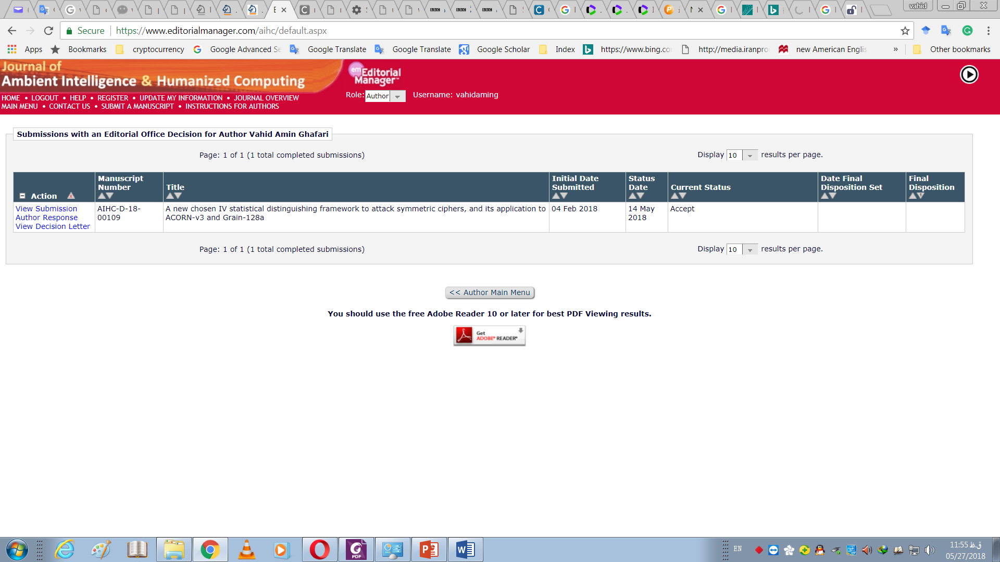 vahid
Secure https://www.editorialmanager.com/aihc/default.aspx
Apps Bookmarks cryptocurrency Google Advanced Se Google Translate Google Translate Google Scholar Index https://www.bing.co http://media.iranpro new American Englis » Other bookmarks
Journal of
Ambient Intelligence & Humanized Computing
em Editorial
Manager™
HOME • LOGOUT • HELP • REGISTER • UPDATE MY INFORMATION • JOURNAL OVERVIEW
MAIN MENU • CONTACT US • SUBMIT A MANUSCRIPT • INSTRUCTIONS FOR AUTHORS
Role: Author Username: vahidaming
Submissions with an Editorial Office Decision for Author Vahid Amin Ghafari
Page: 1 of 1 (1 total completed submissions)
Display 10 results per page.
Action
Manuscript
Number
Title
Initial Date
Submitted
Status
Date
Current Status
Date Final
Disposition Set
Final
Disposition
View Submission
Author Response
View Decision Letter
AIHC-D-18-
00109
A new chosen IV statistical distinguishing framework to attack symmetric ciphers, and its application to
ACORN-v3 and Grain-128a
04 Feb 2018
14 May
2018
Accept
Page: 1 of 1 (1 total completed submissions)
Display 10 results per page.
<< Author Main Menu
You should use the free Adobe Reader 10 or later for best PDF Viewing results.
Get
ADOBE® READER®
PDF
EN
11:55 ق.ظ
05/27/2018